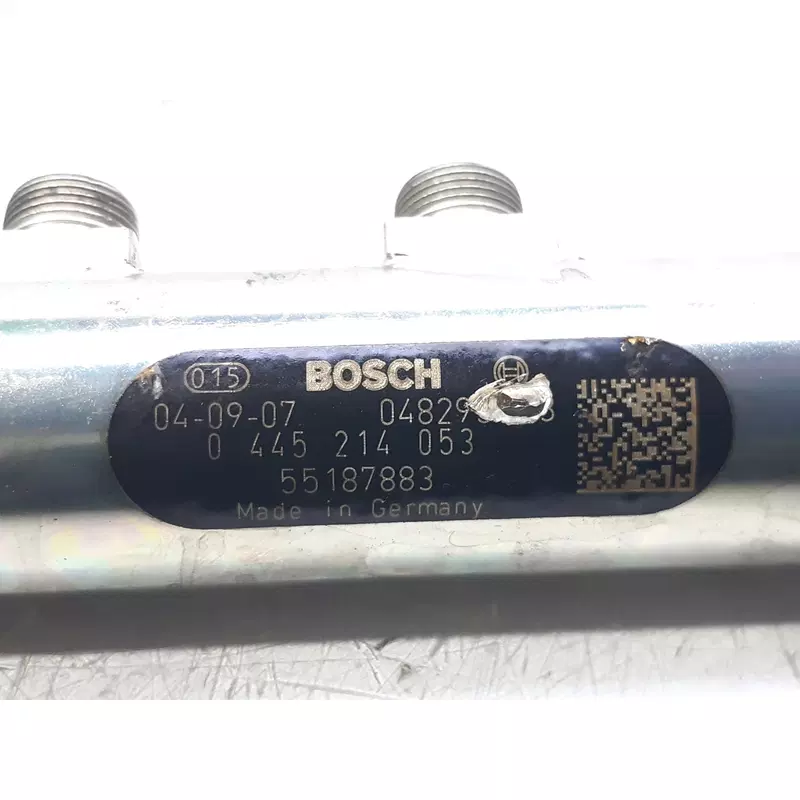 015 BOSCH
04-09-07
0 445 214 053
55187883
Made in Germany